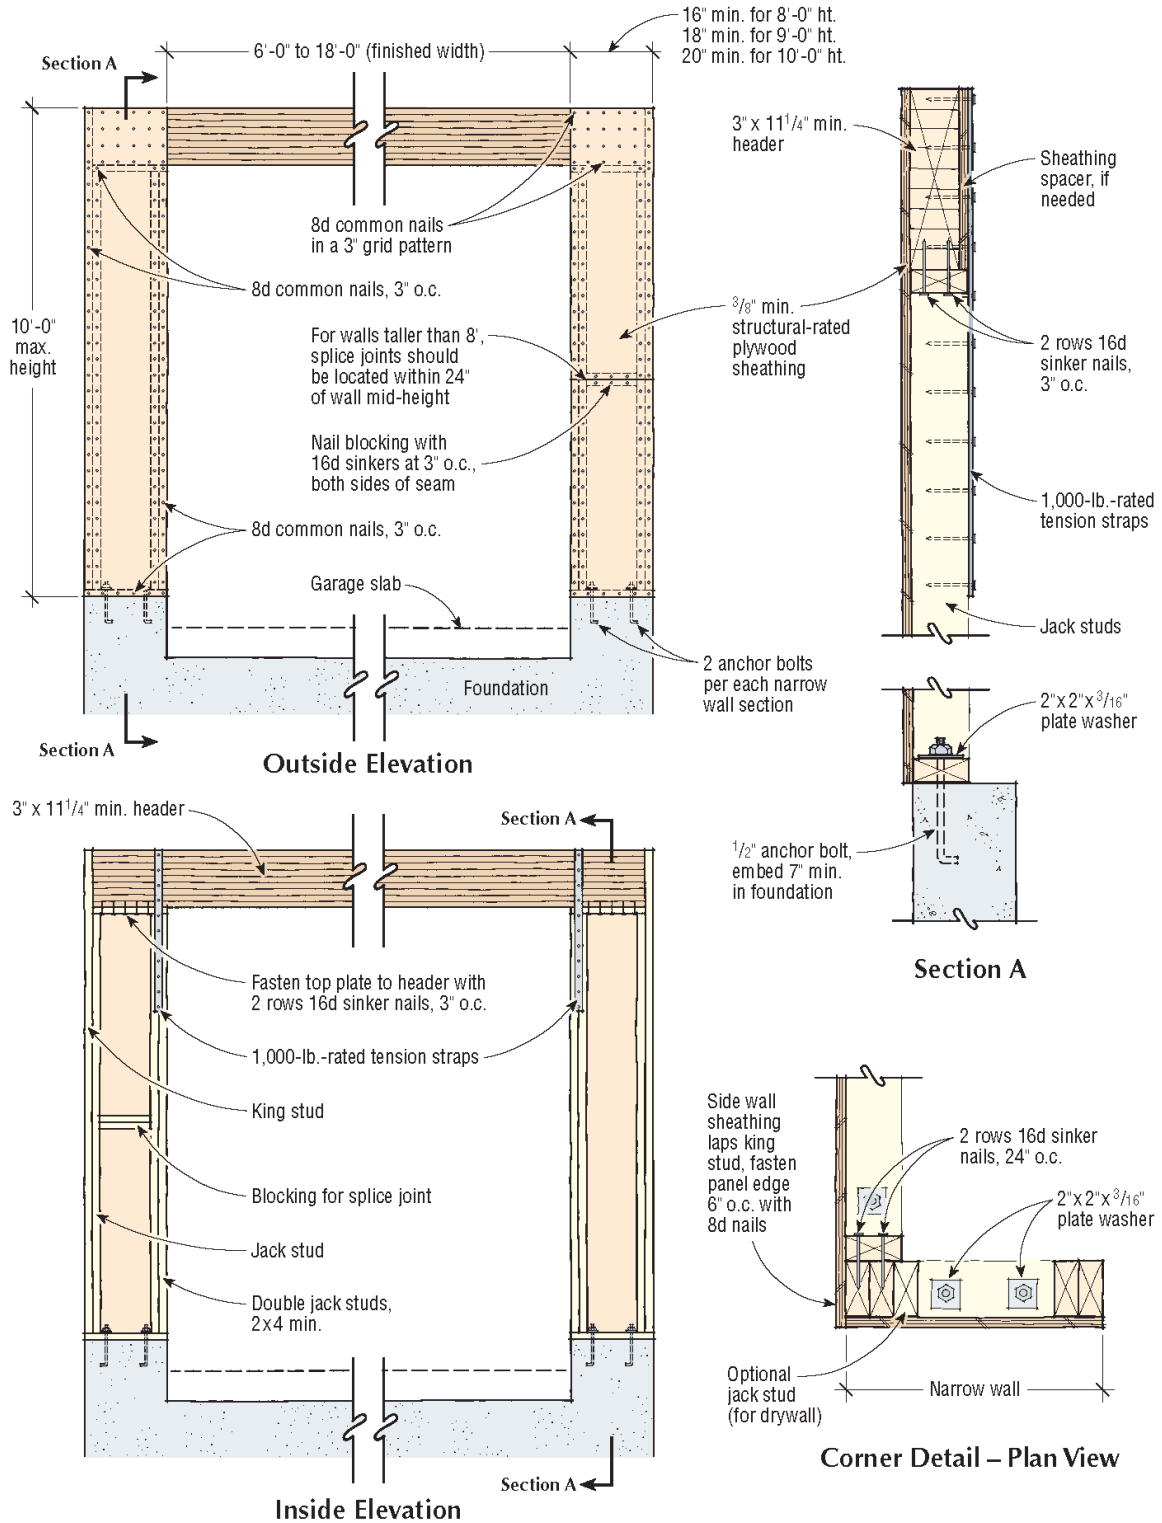 16" min. for 8'-0" ht.
18" min. for 9'-0" ht.
20" min. for 10'-0" ht.
6'-0" to 18'-0" (finished width)
Section A
8d common nails
in a 3" grid pattern
8d common nails, 3" o.c.
10'-0"
max.
height
For walls taller than 8',
splice joints should
be located within 24"
of wall mid-height
Nail blocking with
16d sinkers at 3" o.c.,
both sides of seam
8d common nails, 3" o.c.
Garage slab
2 anchor bolts
per each narrow
wall section
Foundation
Section A
Outside Elevation
3" x 11 1/4" min.
header
Sheathing
spacer, if
needed
3/8" min.
structural-rated
plywood
sheathing
2 rows 16d
sinker nails,
3" o.c.
1,000-lb.-rated
tension straps
Jack studs
2"x 2"x 3/16"
plate washer
1/2" anchor bolt,
embed 7" min.
in foundation
Section A
3" x 11 1/4" min. header
Section A
Fasten top plate to header with
2 rows 16d sinker nails, 3" o.c.
1,000-lb.-rated tension straps
King stud
Blocking for splice joint
Jack stud
Double jack studs,
2x4 min.
Section A
Inside Elevation
Side wall
sheathing
laps king
stud, fasten
panel edge
6" o.c. with
8d nails
2 rows 16d sinker
nails, 24" o.c.
2"x 2"x 3/16"
plate washer
Optional
jack stud
(for drywall)
Narrow wall
Corner Detail – Plan View